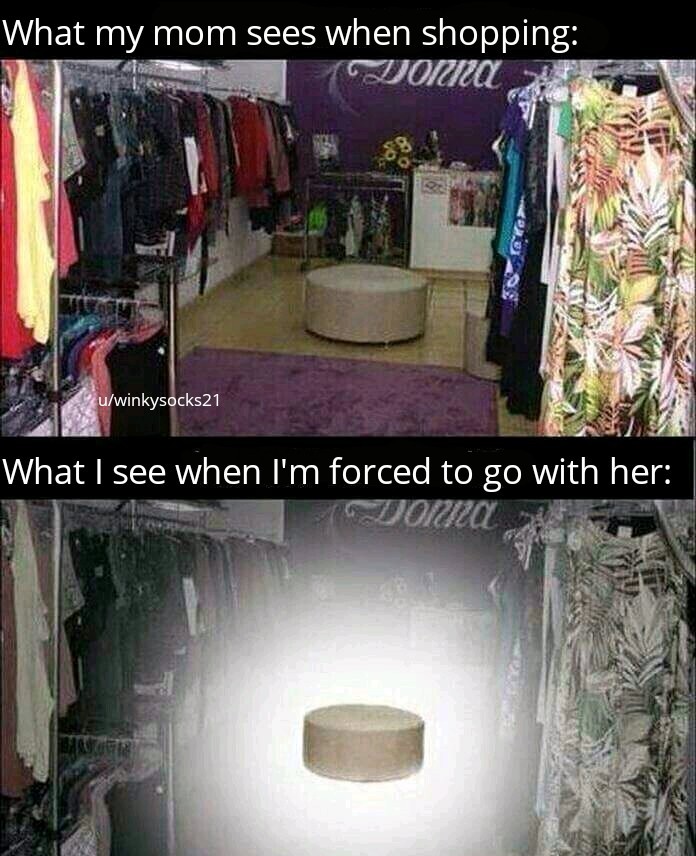 What my mom sees when shopping:
Donna
u/winkysocks21
What I see when I'm forced to go with her:
Donna